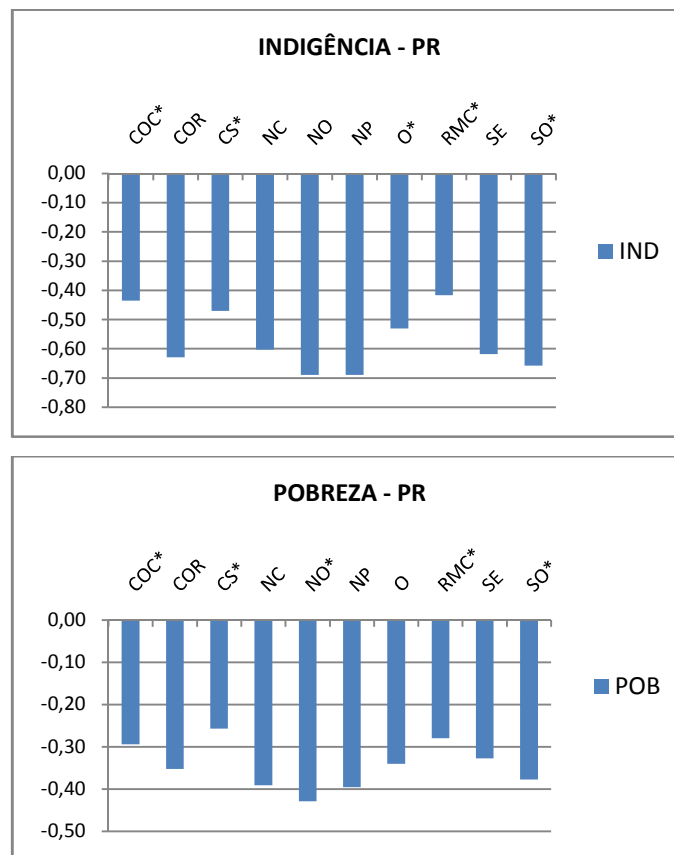 INDIGÊNCIA - PR
COC* COR CS* NC NO NP O* RMC* SE SO*
0,00
-0,10
-0,20
-0,30
-0,40
-0,50
-0,60
-0,70
-0,80
IND
POBREZA - PR
COC* COR CS* NC NO* NP O RMC* SE SO*
0,00
-0,10
-0,20
-0,30
-0,40
-0,50
POB